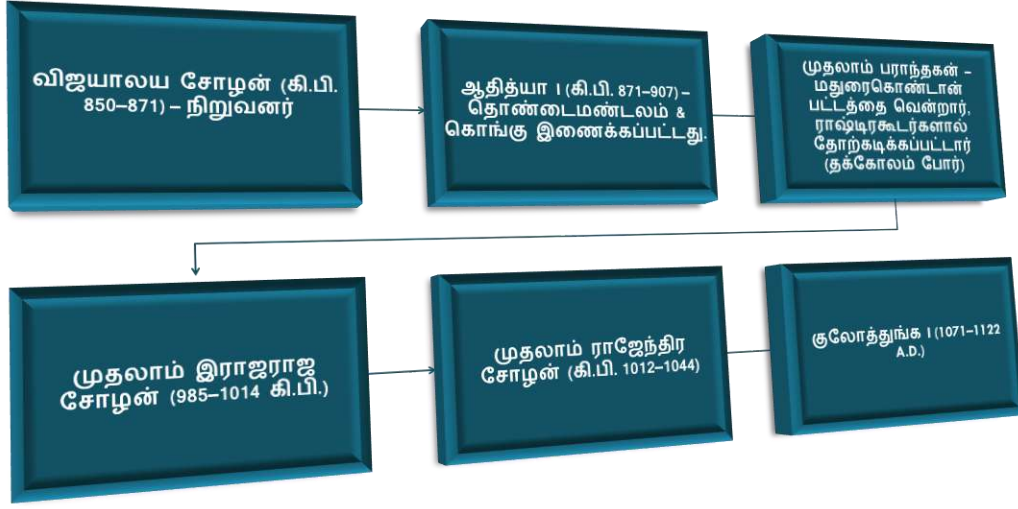 விஜயாலய சோழன் (கி.பி.
850–871) – நிறுவனர்
ஆதித்யா I (கி.பி. 871–907) –
தொண்டைமண்டலம் &
கொங்கு இணைக்கப்பட்டது.
முதலாம் பராந்தகன் –
மதுரைகொண்டான்
பட்டத்தை வென்றார்,
ராஷ்டிரகூடர்களால்
தோற்கடிக்கப்பட்டார்
(தக்கோலம் போர்)
முதலாம் இராஜராஜ
சோழன் (985–1014 கி.பி.)
முதலாம் ராஜேந்திர
சோழன் (கி.பி. 1012–1044)
குலோத்துங்க I (1071–1122
A.D.)